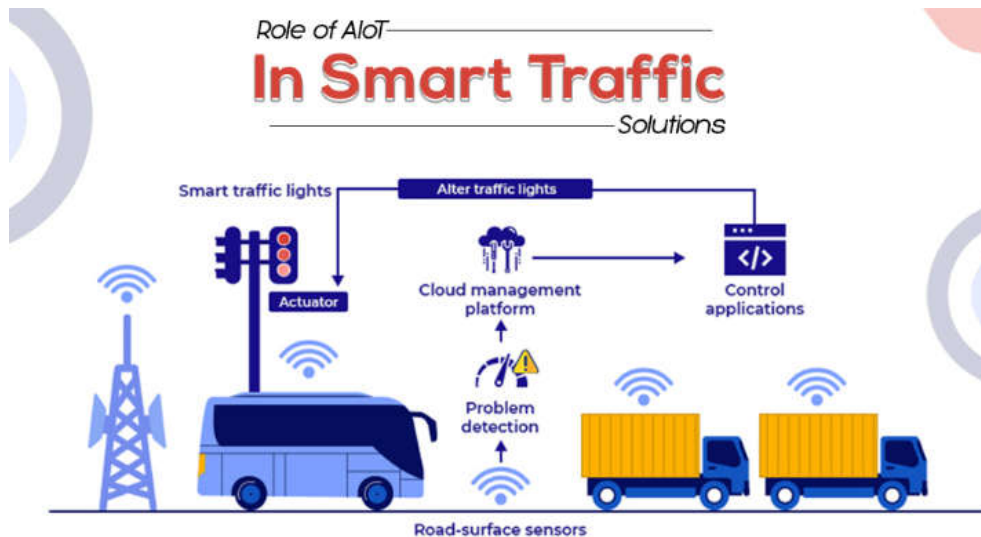 Role of AIoT
In Smart Traffic
Solutions
Smart traffic lights
Alter traffic lights
Actuator
Cloud management
platform
</>
Control
applications
Problem
detection
Road-surface sensors